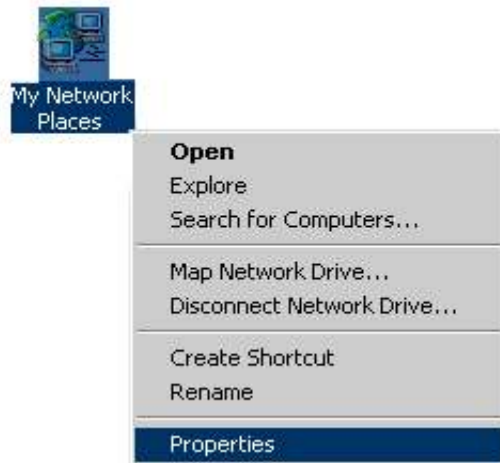 My Network
Places
Open
Explore
Search for Computers...
Map Network Drive...
Disconnect Network Drive...
Create Shortcut
Rename
Properties